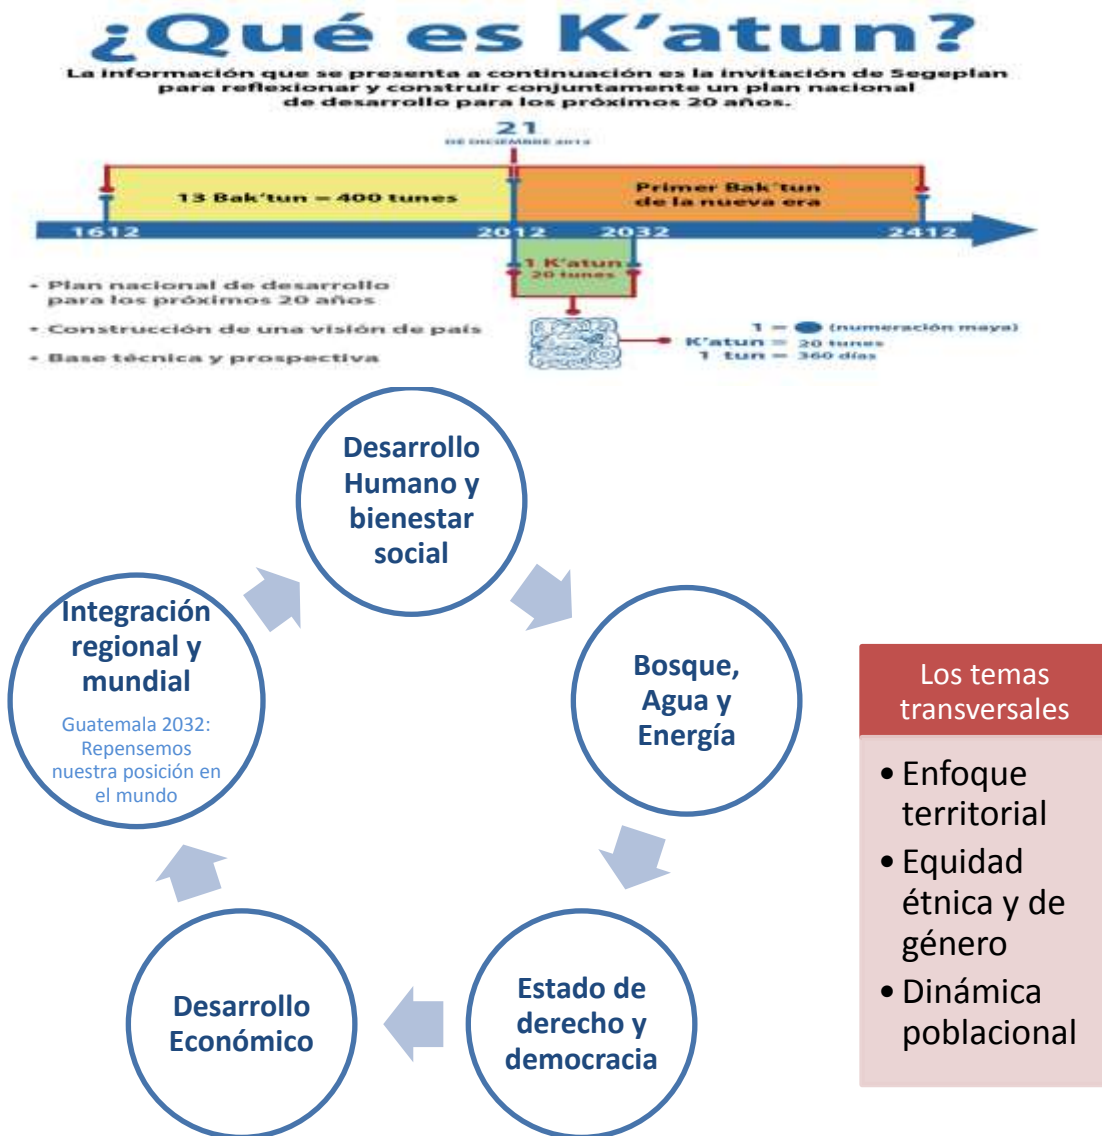 ¿Qué es K'atun?
La información que se presenta a continuación es la invitación de Segeplan
para reflexionar y construir conjuntamente un plan nacional
de desarrollo para los próximos 20 años.
21
DE DICIEMBRE 2012
13 Bak'tun = 400 tunes
Primer Bak'tun
de la nueva era
1612
2012
2032
2412
1 K'atun
20 tunes
• Plan nacional de desarrollo
para los próximos 20 años
• Construcción de una visión de país
• Base técnica y prospectiva
1 = (numeración maya)
K'atun = 20 tunes
1 tun = 360 días
Desarrollo
Humano y
bienestar
social
Integración
regional y
mundial
Guatemala 2032:
Repensemos
nuestra posición en
el mundo
Bosque,
Agua y
Energía
Los temas
transversales
• Enfoque
territorial
• Equidad
étnica y de
género
• Dinámica
poblacional
Desarrollo
Económico
Estado de
derecho y
democracia